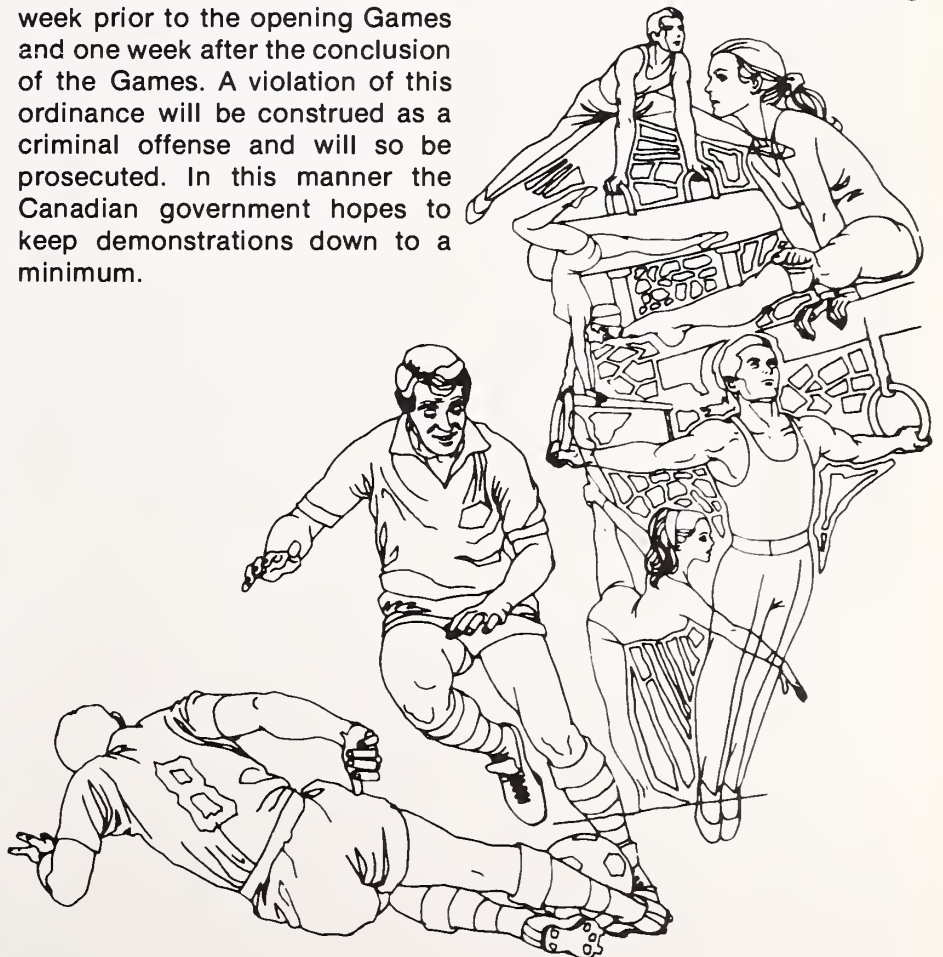 week prior to the opening Games
and one week after the conclusion
of the Games. A violation of this
ordinance will be construed as a
criminal offense and will so be
prosecuted. In this manner the
Canadian government hopes to
keep demonstrations down to a
minimum.
8